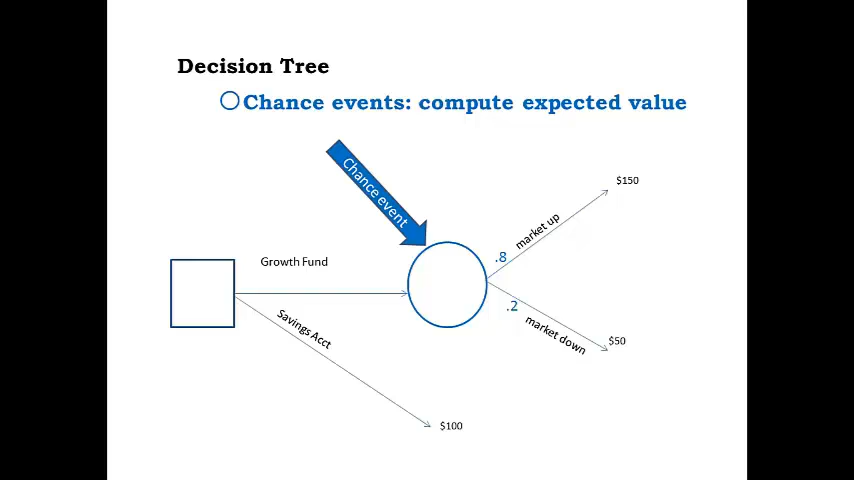 Decision Tree
Chance events: compute expected value
Chance event
$150
market up
.8
Growth Fund
.2
market down
$50
Savings Acct
$100